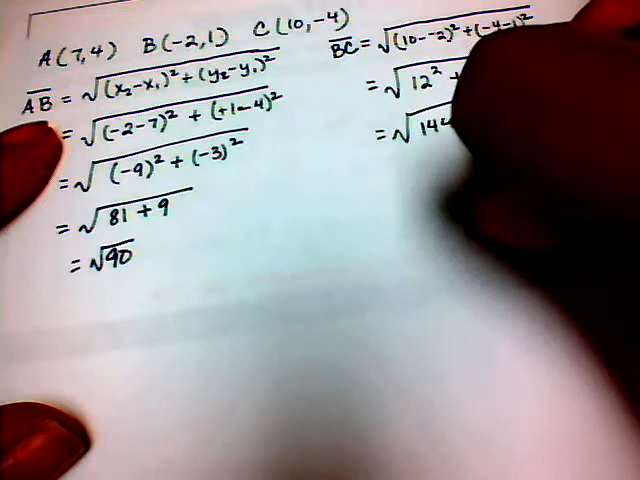 A(7,4) B(-2,1) C(10,-4)
AB = √(x₂-x₁)² + (y₂-y₁)²
= √(-2-7)² + (+1-4)²
= √(-9)² + (-3)²
= √81 + 9
= √90
BC = √(10--2)² + (-4-1)²
= √12² +
= √144